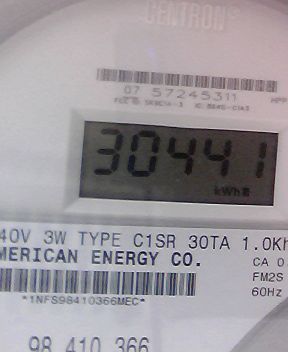 CENTRON®
07 57245311
30441
kWh
40V 3W TYPE C1SR 30TA 1.0Kh
MERICAN ENERGY CO. CA 0
FM2S
*1NFS98410366MEC* 60Hz
98 410 366